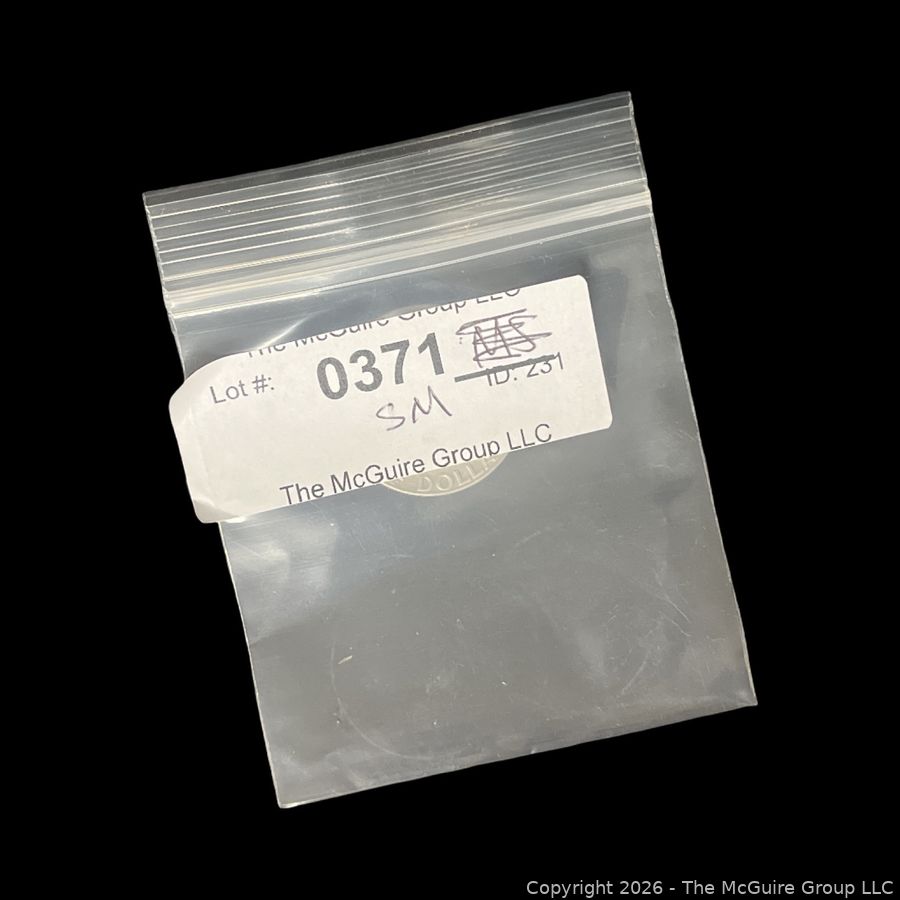 The McGuire Group LLC
Lot #: 0371 MS
ID: 231
SM
The McGuire Group LLC
DOLLA
Copyright 2026 - The McGuire Group LLC